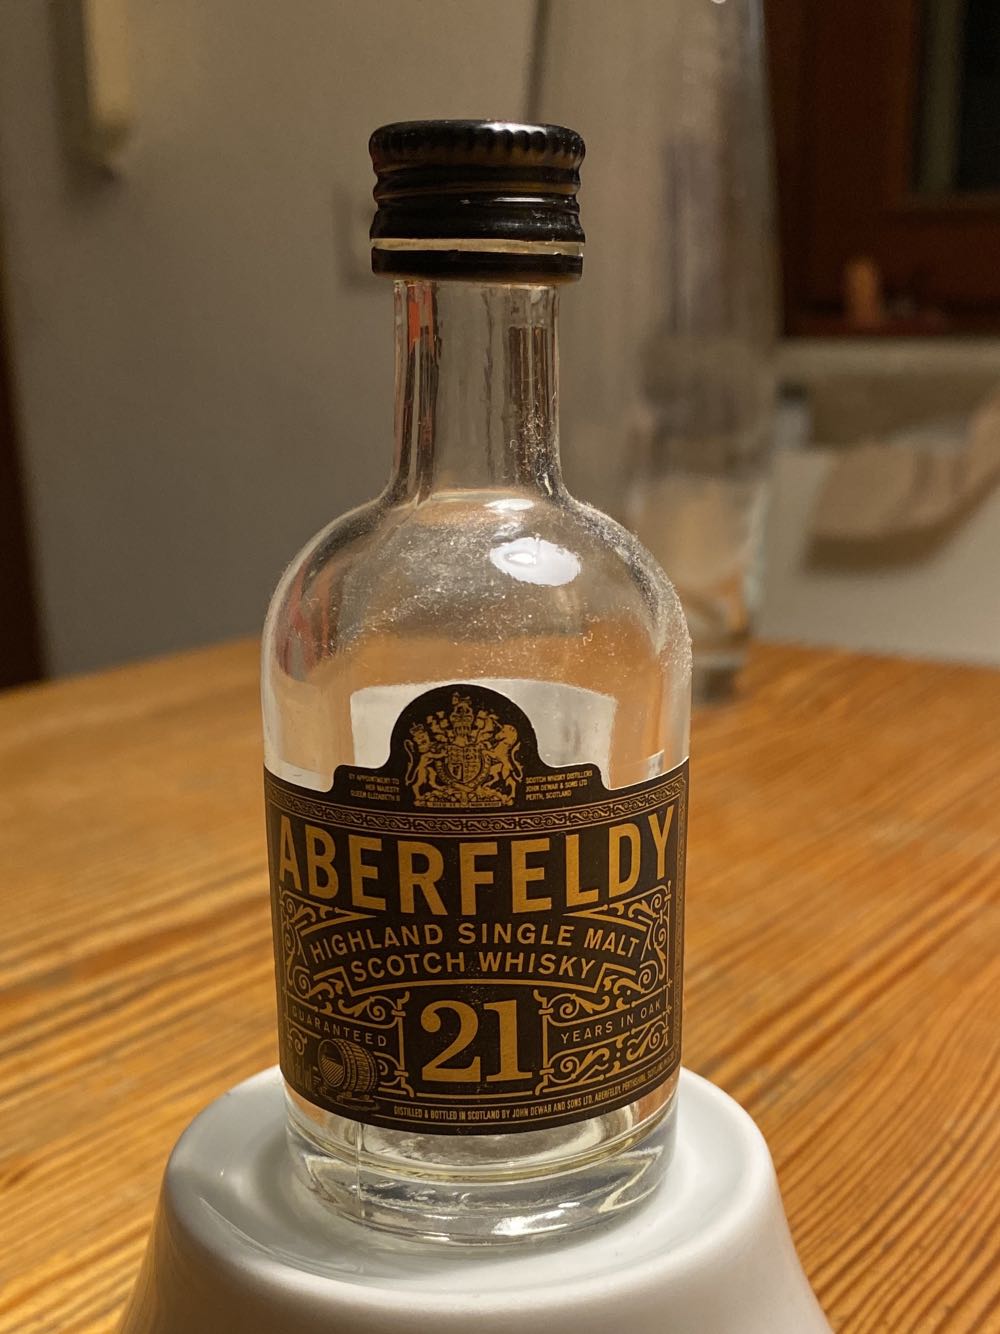 BY APPOINTMENT TO
HER MAJESTY
QUEEN ELIZABETH II
SCOTCH WHISKY DISTILLERS
JOHN DEWAR & SONS LTD
PERTH, SCOTLAND
ABERFELDY
HIGHLAND SINGLE MALT
SCOTCH WHISKY
GUARANTEED
21
YEARS IN OAK
DISTILLED & BOTTLED IN SCOTLAND BY JOHN DEWAR AND SONS LTD. ABERFELDY, PERTHSHIRE, SCOTLAND